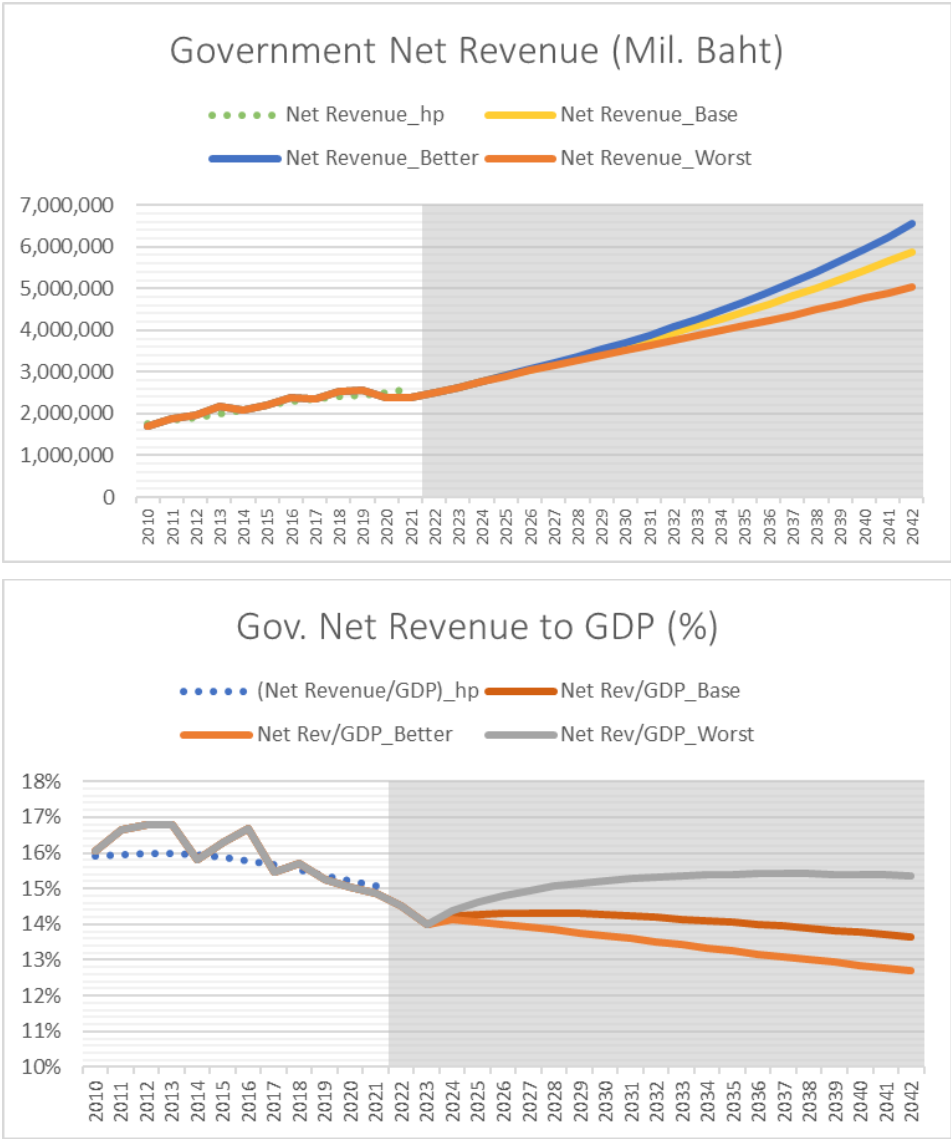 Government Net Revenue (Mil. Baht)
Net Revenue_hp Net Revenue_Base
Net Revenue_Better Net Revenue_Worst
7,000,000
6,000,000
5,000,000
4,000,000
3,000,000
2,000,000
1,000,000
0
2010 2011 2012 2013 2014 2015 2016 2017 2018 2019 2020 2021 2022 2023 2024 2025 2026 2027 2028 2029 2030 2031 2032 2033 2034 2035 2036 2037 2038 2039 2040 2041 2042
Gov. Net Revenue to GDP (%)
(Net Revenue/GDP)_hp Net Rev/GDP_Base
Net Rev/GDP_Better Net Rev/GDP_Worst
18%
17%
16%
15%
14%
13%
12%
11%
10%
2010 2011 2012 2013 2014 2015 2016 2017 2018 2019 2020 2021 2022 2023 2024 2025 2026 2027 2028 2029 2030 2031 2032 2033 2034 2035 2036 2037 2038 2039 2040 2041 2042